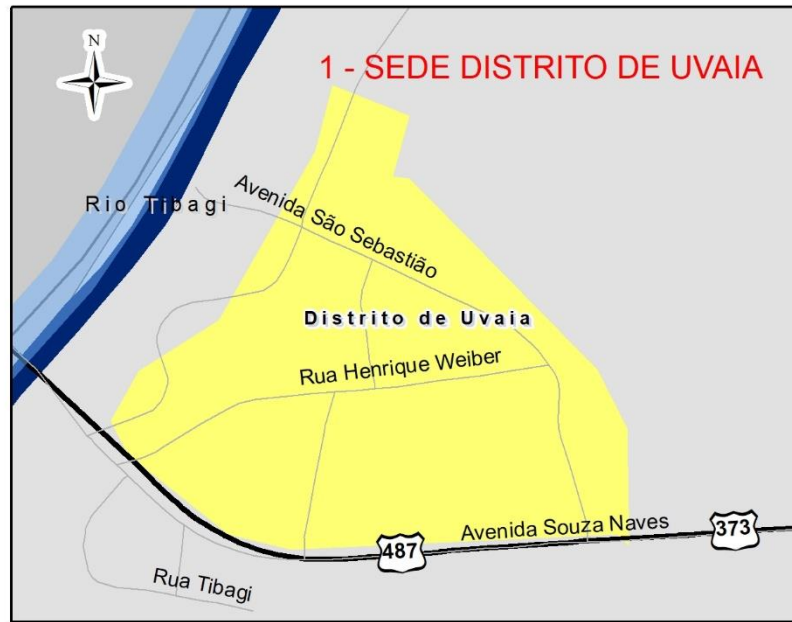 N
1 - SEDE DISTRITO DE UVAIA
Rio Tibagi
Avenida São Sebastião
Distrito de Uvaia
Rua Henrique Weiber
Avenida Souza Naves
373
487
Rua Tibagi